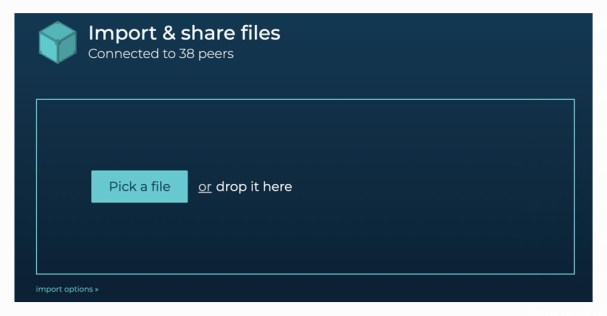 Import & share files
Connected to 38 peers
Pick a file or drop it here
import options »